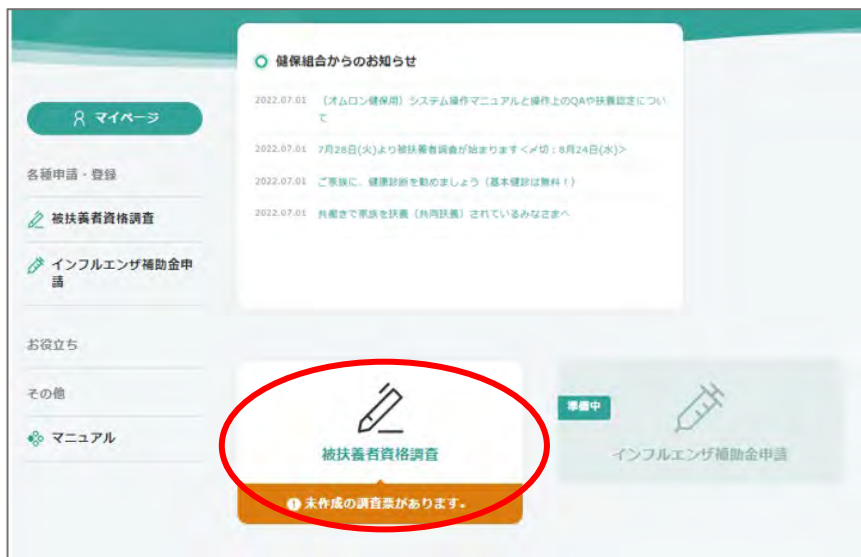 健保組合からのお知らせ
2022.07.01 (オムロン健保用)システム操作マニュアルと操作上のQAや扶養認定につい
て
2022.07.01 7月28日(火)より被扶養者調査が始まります<〆切:8月24日(水)>
2022.07.01 ご家族に、健康診断を勧めましょう(基本健診は無料!)
2022.07.01 共働きで家族を扶養(共同扶養)されているみなさまへ
マイページ
各種申請・登録
被扶養者資格調査
インフルエンザ補助金申
請
お役立ち
その他
マニュアル
被扶養者資格調査
未作成の調査票があります。
準備中
インフルエンザ補助金申請